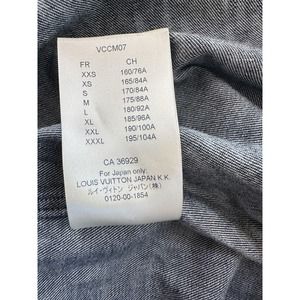 VCCM07
FR CH
XXS 160/76A
XS 165/84A
S 170/84A
M 175/88A
L 180/92A
XL 185/96A
XXL 190/100A
XXXL 195/104A
CA 36929
For Japan only:
LOUIS VUITTON JAPAN K.K.
ルイ・ヴィトン ジャパン(株)
0120-00-1854